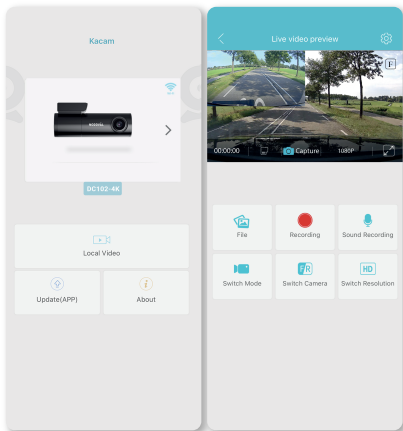 Kacam
DC102-4K
Local Video
Update(APP)
About
Live video preview
F
00:00:00
Capture
1080P
File
Recording
Sound Recording
F/R
HD
Switch Mode
Switch Camera
Switch Resolution